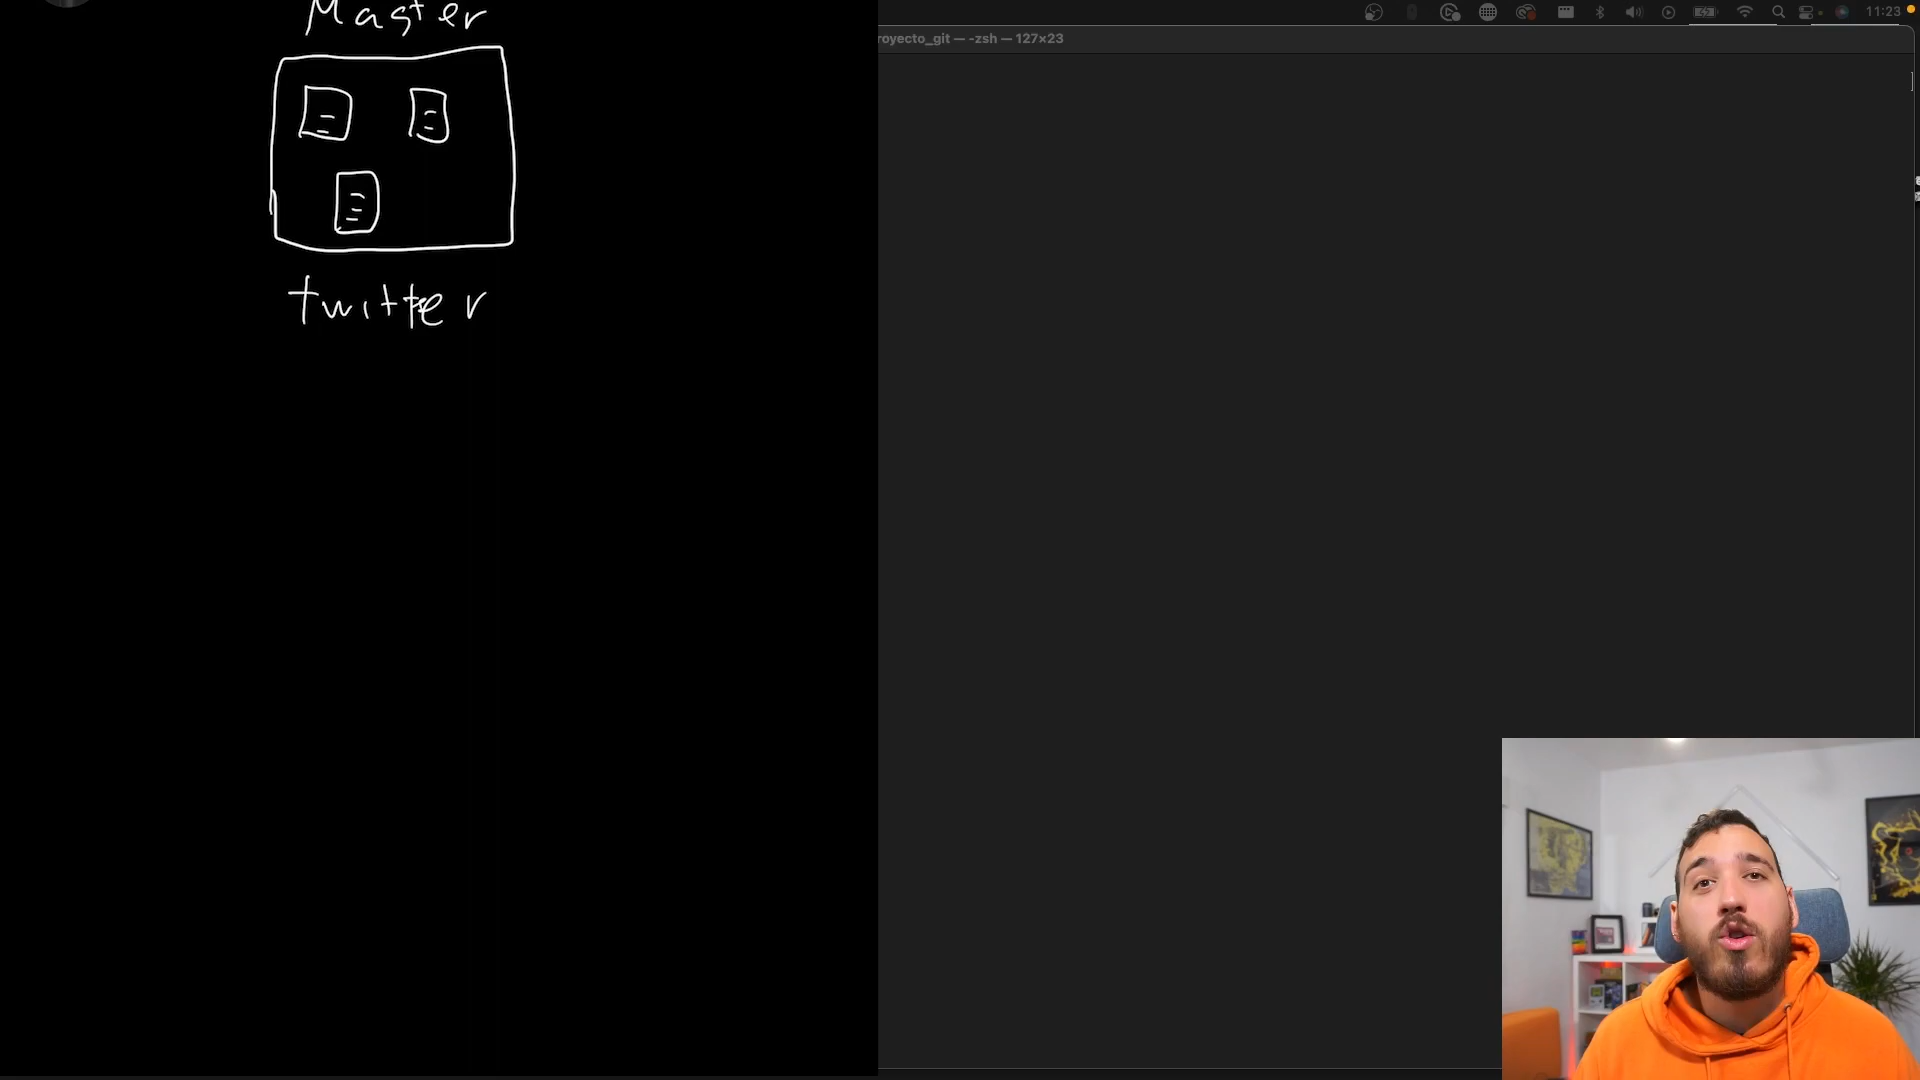 Master
twitter
royecto_git — -zsh — 127×23
11:23